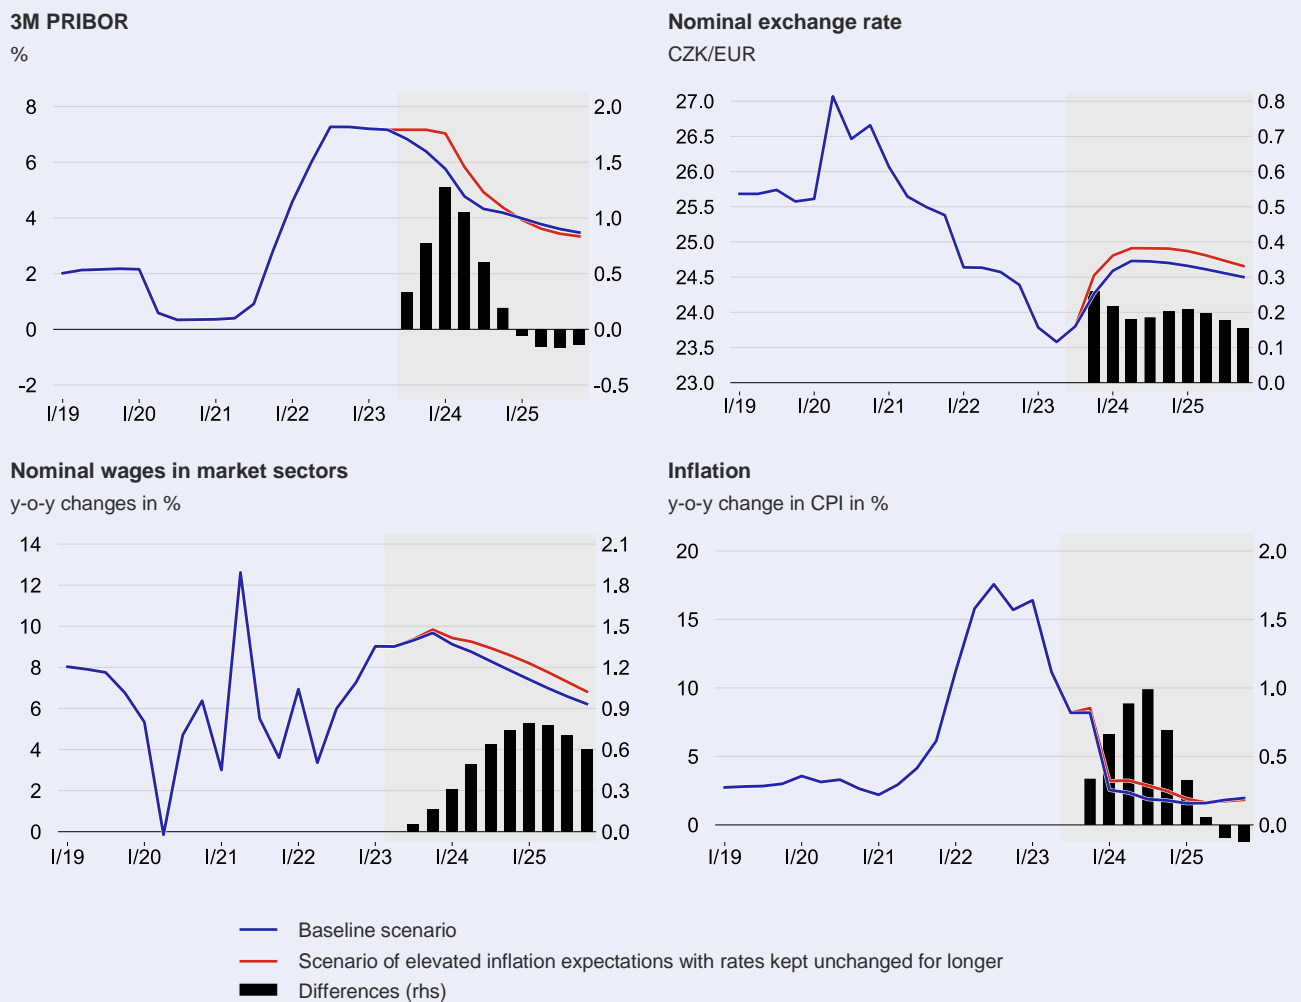 3M PRIBOR
%
8 2.0
6 1.5
4 1.0
2 0.5
0 0.0
-2 -0.5
I/19 I/20 I/21 I/22 I/23 I/24 I/25
Nominal exchange rate
CZK/EUR
27.0 0.8
26.5 0.7
26.0 0.6
25.5 0.5
25.0 0.4
24.5 0.3
24.0 0.2
23.5 0.1
23.0 0.0
I/19 I/20 I/21 I/22 I/23 I/24 I/25
Nominal wages in market sectors
y-o-y changes in %
14 2.1
12 1.8
10 1.5
8 1.2
6 0.9
4 0.6
2 0.3
0 0.0
I/19 I/20 I/21 I/22 I/23 I/24 I/25
Inflation
y-o-y change in CPI in %
20 2.0
15 1.5
10 1.0
5 0.5
0 0.0
I/19 I/20 I/21 I/22 I/23 I/24 I/25
Baseline scenario
Scenario of elevated inflation expectations with rates kept unchanged for longer
Differences (rhs)